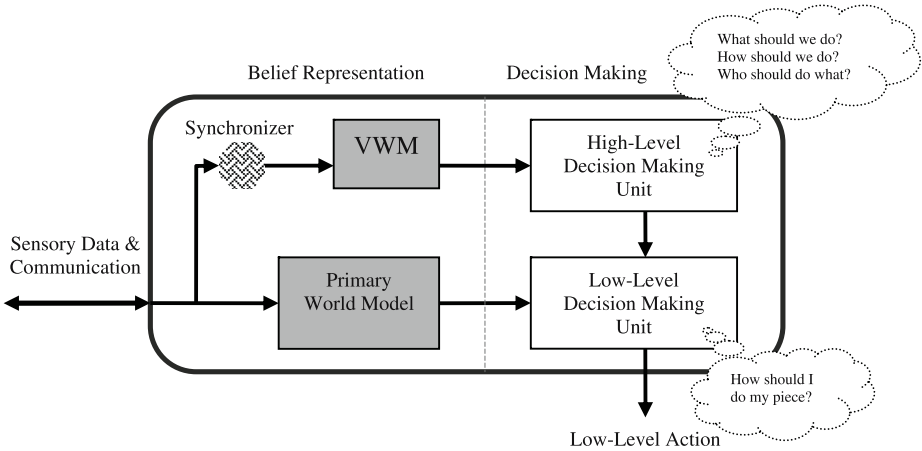 What should we do?
How should we do?
Who should do what?
Belief Representation
Decision Making
Synchronizer
VWM
High-Level
Decision Making
Unit
Sensory Data &
Communication
Primary
World Model
Low-Level
Decision Making
Unit
How should I
do my piece?
Low-Level Action